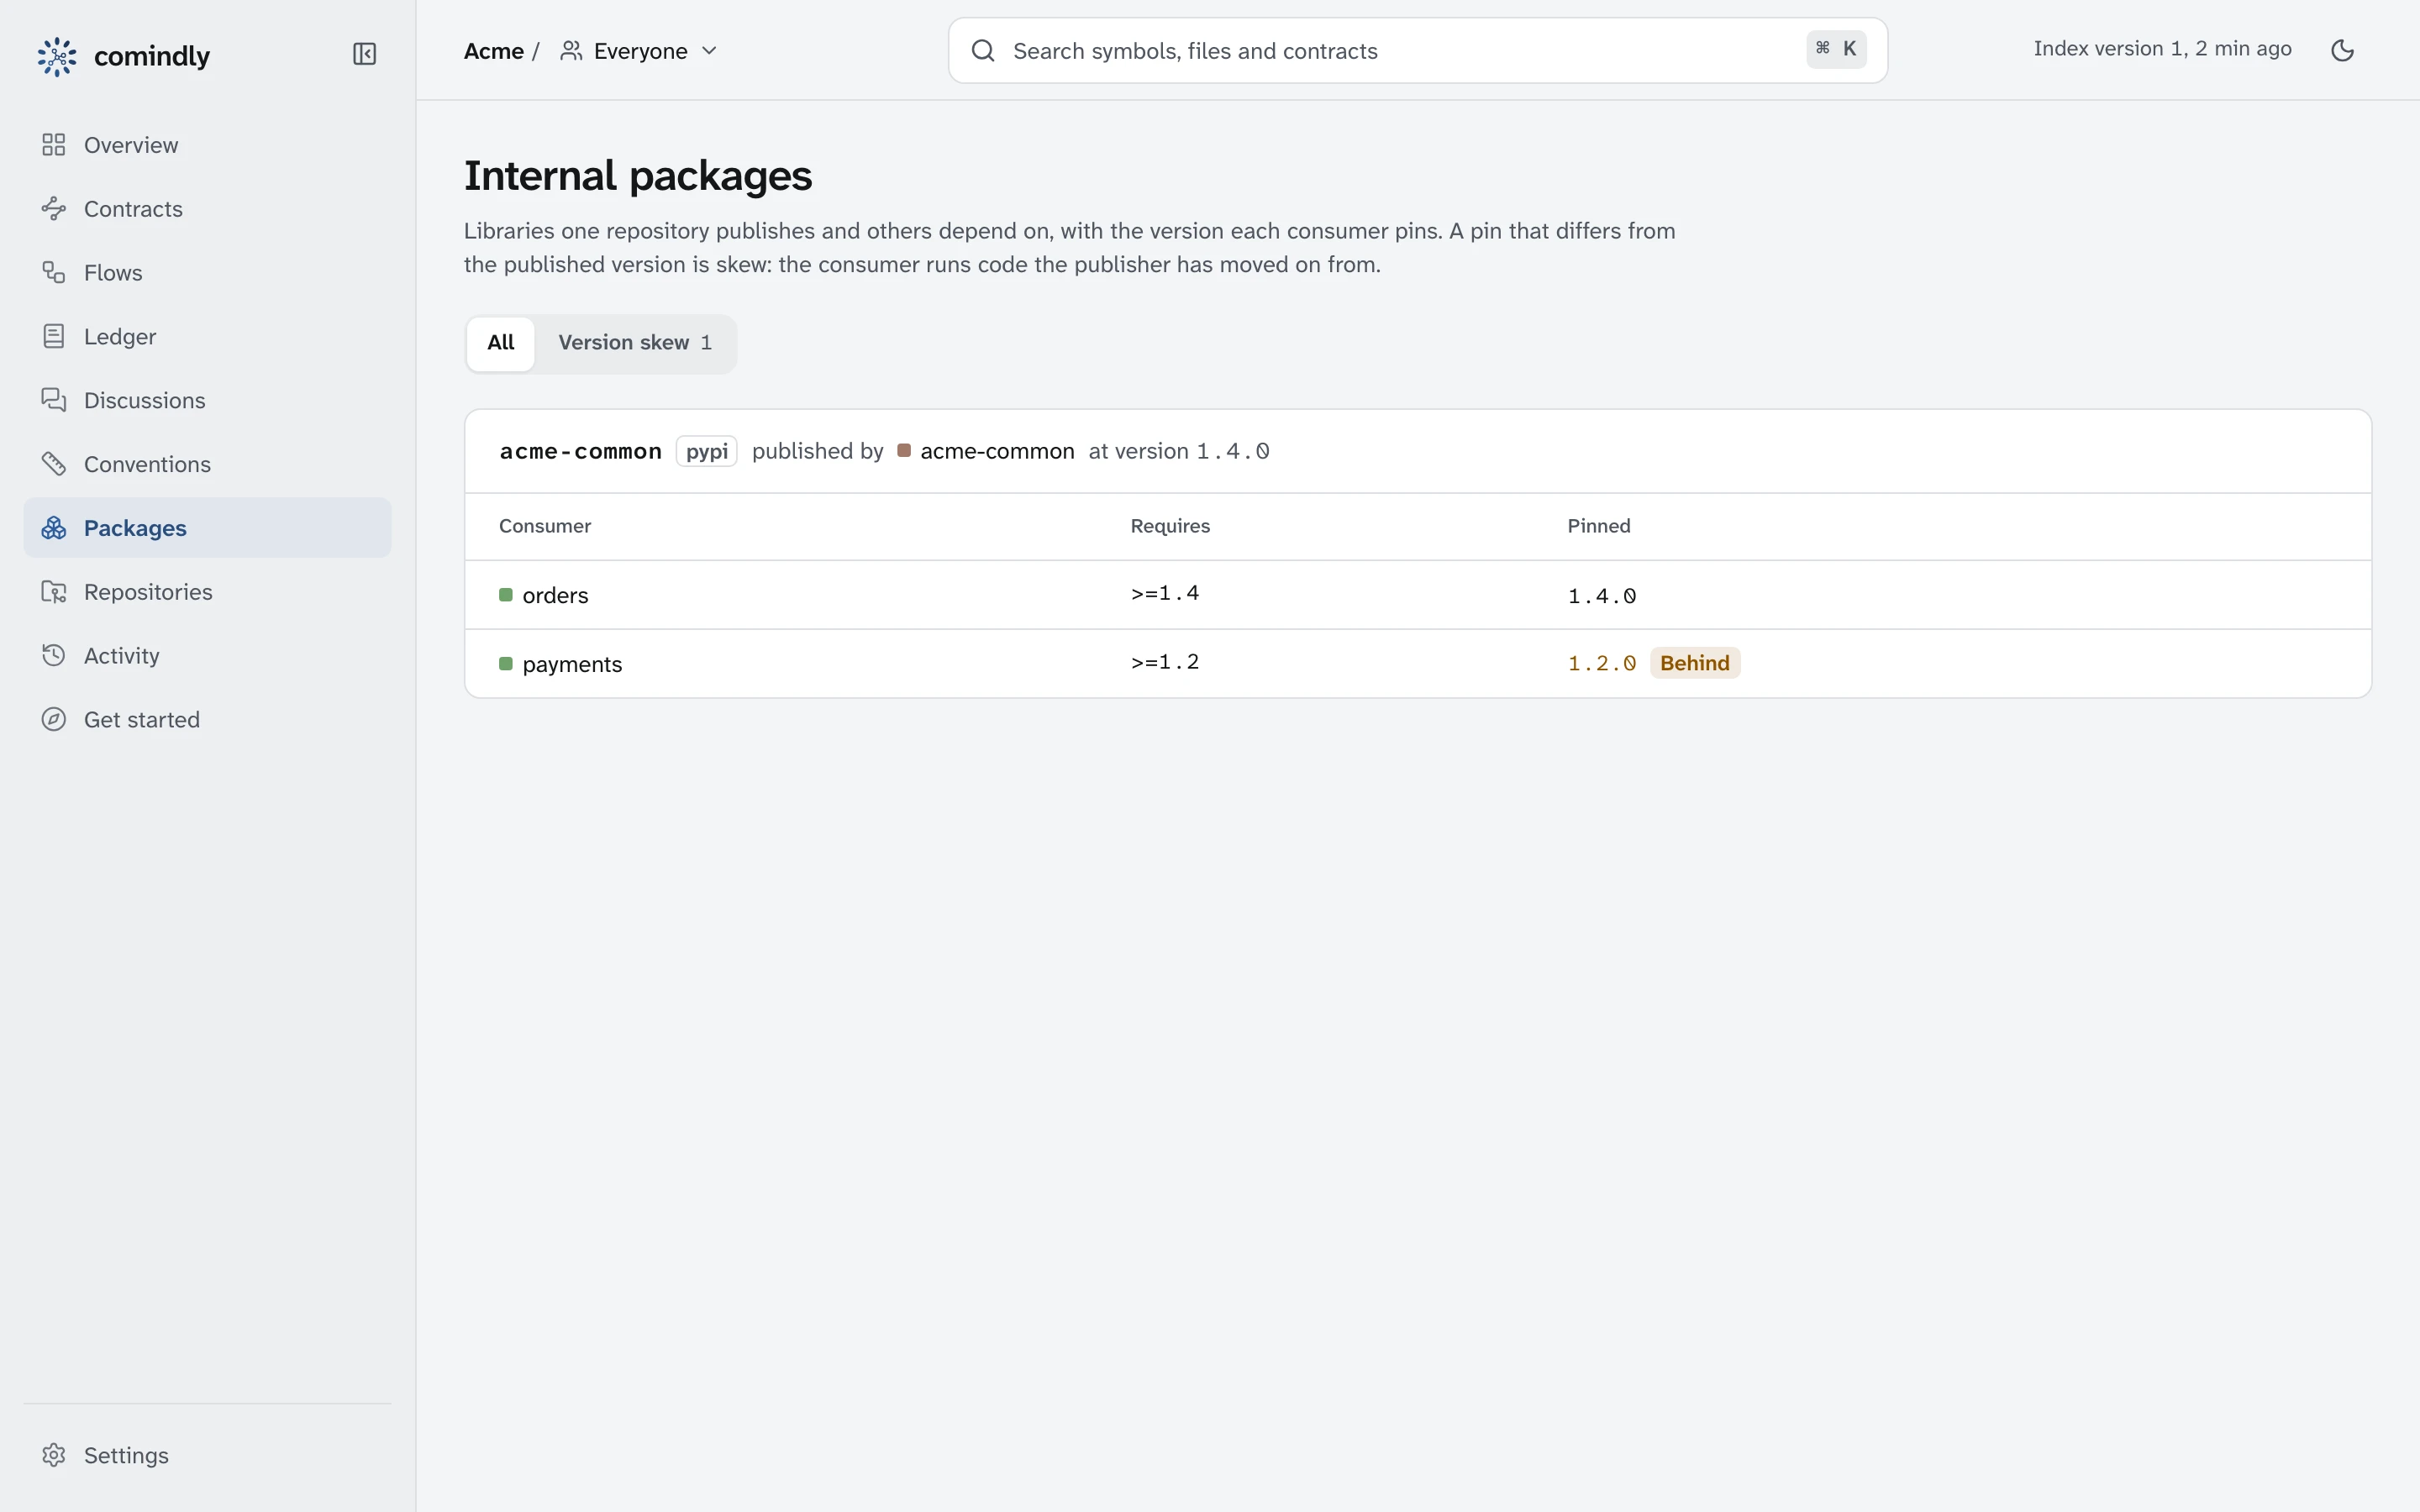 comindly
Acme / Everyone
Search symbols, files and contracts
⌘ K
Index version 1, 2 min ago
Overview
Contracts
Flows
Ledger
Discussions
Conventions
Packages
Repositories
Activity
Get started
Settings
Internal packages
Libraries one repository publishes and others depend on, with the version each consumer pins. A pin that differs from
the published version is skew: the consumer runs code the publisher has moved on from.
All Version skew 1
acme-common pypi published by acme-common at version 1.4.0
Consumer Requires Pinned
orders >=1.4 1.4.0
payments >=1.2 1.2.0 Behind